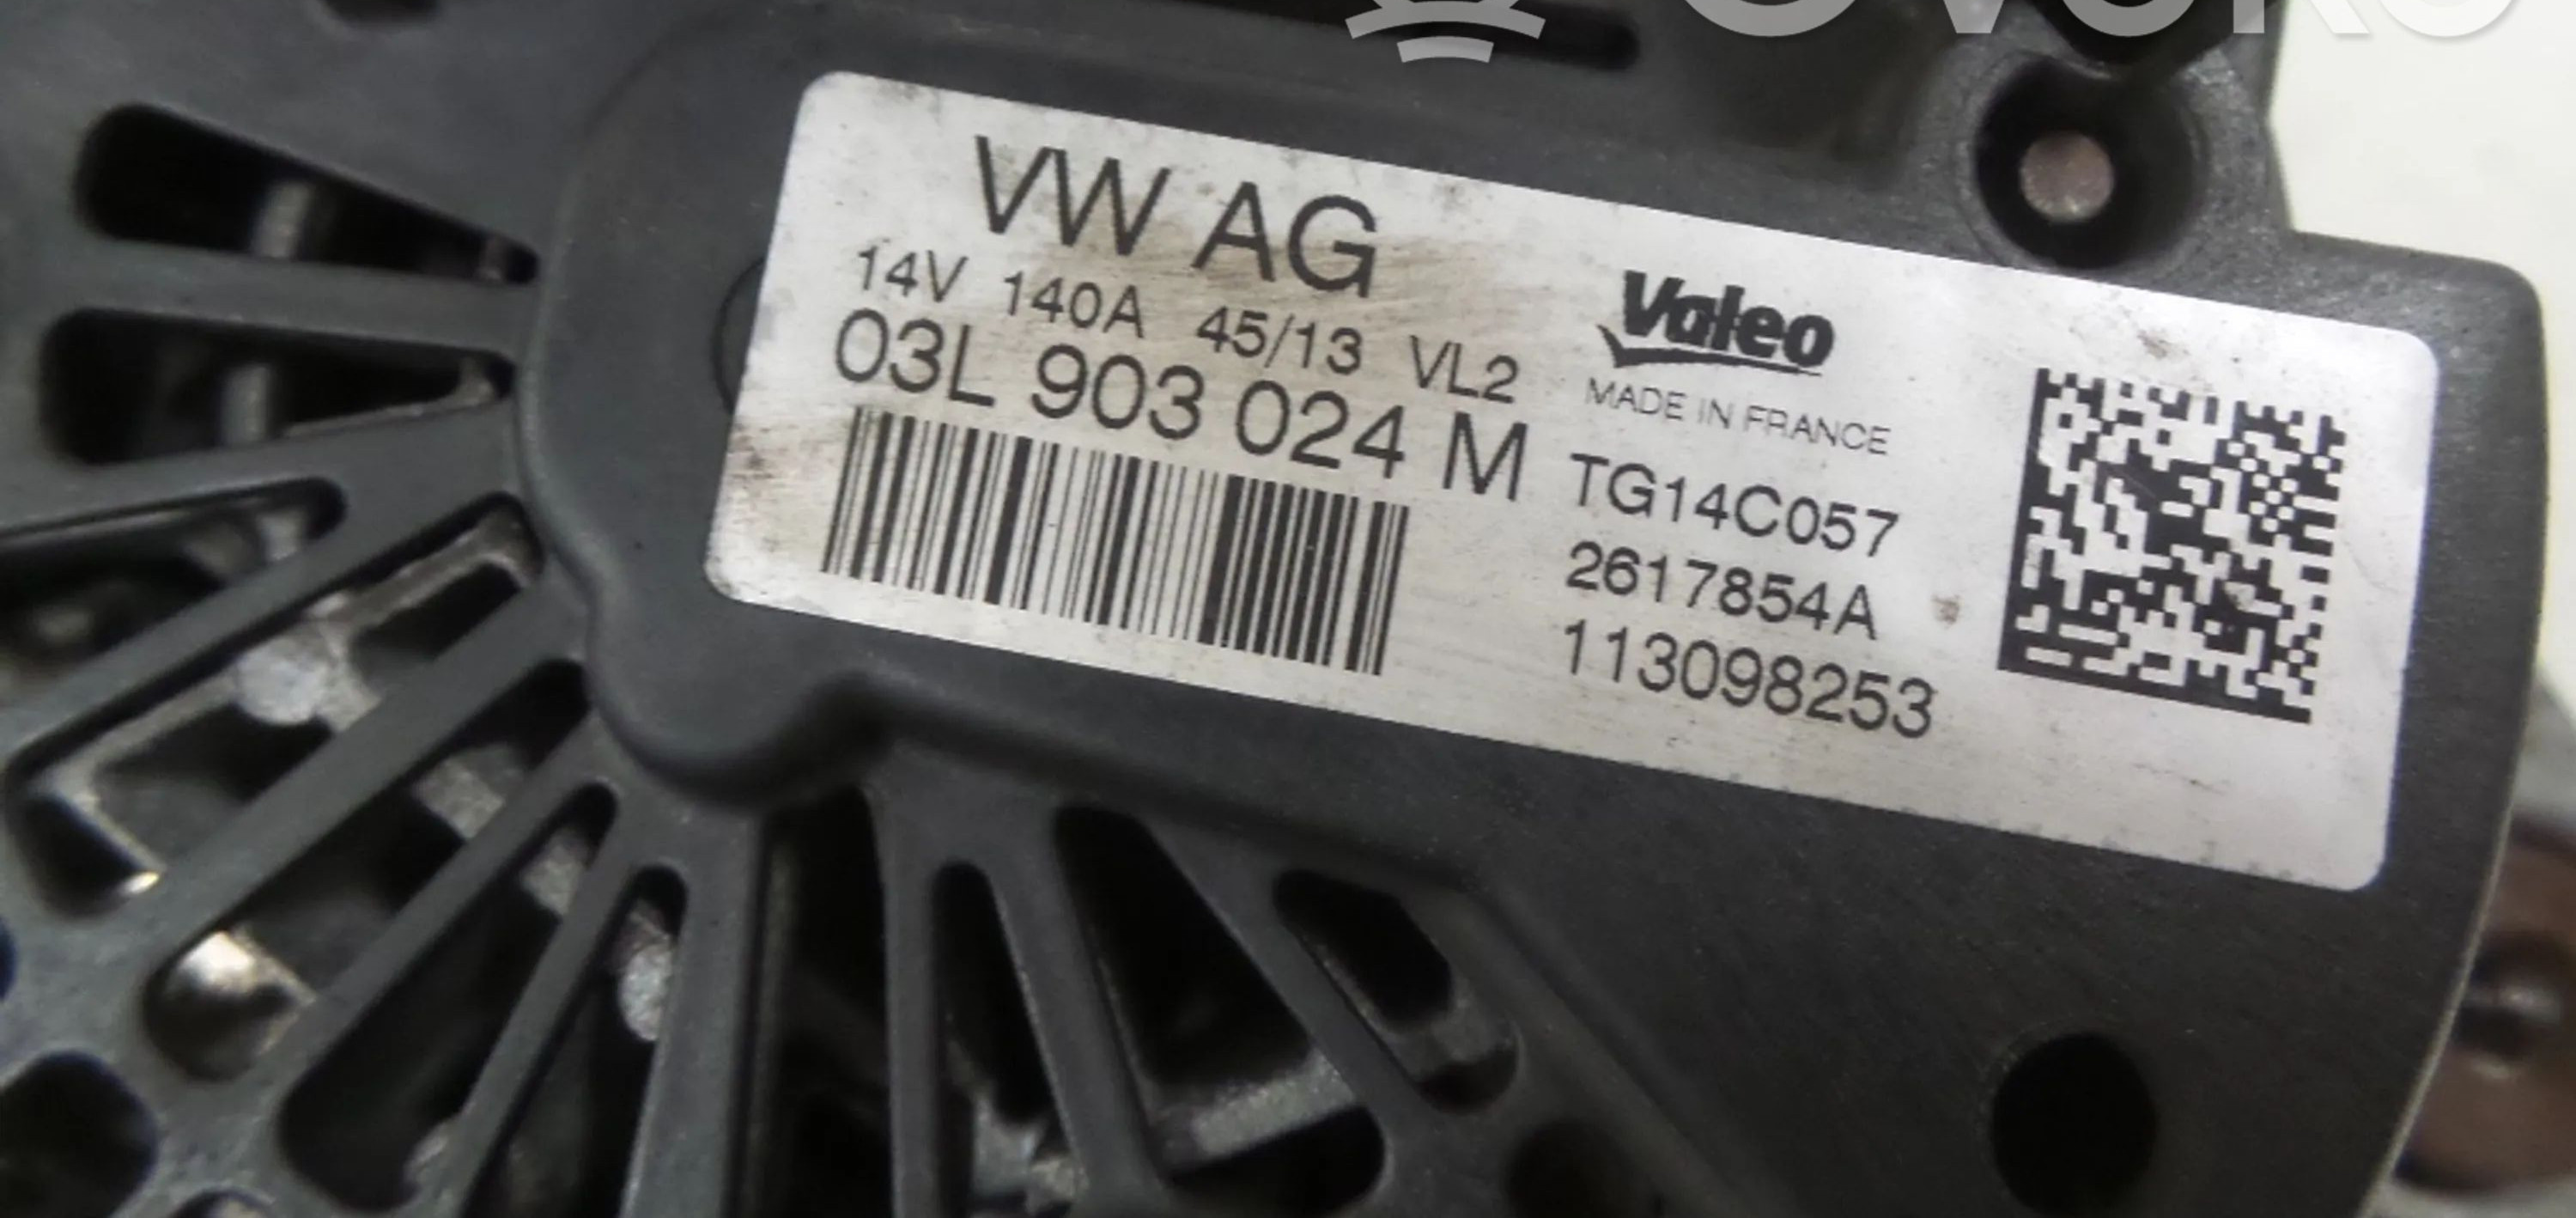 VW AG
14V 140A 45/13 VL2
03L 903 024 M
Valeo
MADE IN FRANCE
TG14C057
2617854A
113098253